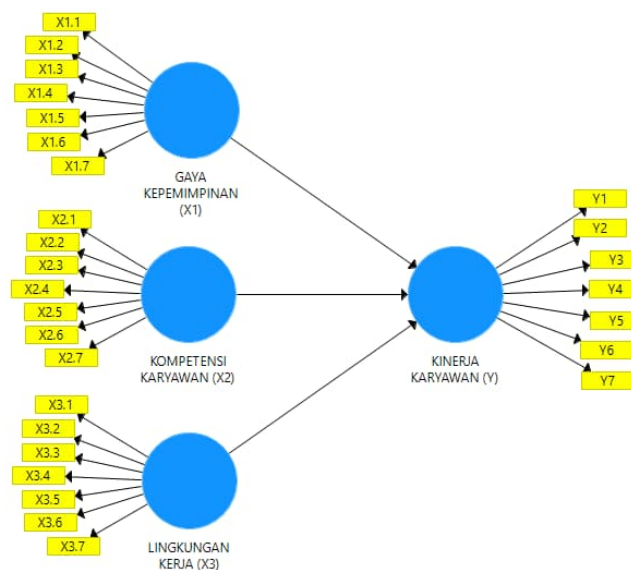 X1.1
X1.2
X1.3
X1.4
X1.5
X1.6
X1.7
GAYA
KEPEMIMPINAN
(X1)
X2.1
X2.2
X2.3
X2.4
X2.5
X2.6
X2.7
KOMPETENSI
KARYAWAN (X2)
X3.1
X3.2
X3.3
X3.4
X3.5
X3.6
X3.7
LINGKUNGAN
KERJA (X3)
Y1
Y2
Y3
Y4
Y5
Y6
Y7
KINERJA
KARYAWAN (Y)